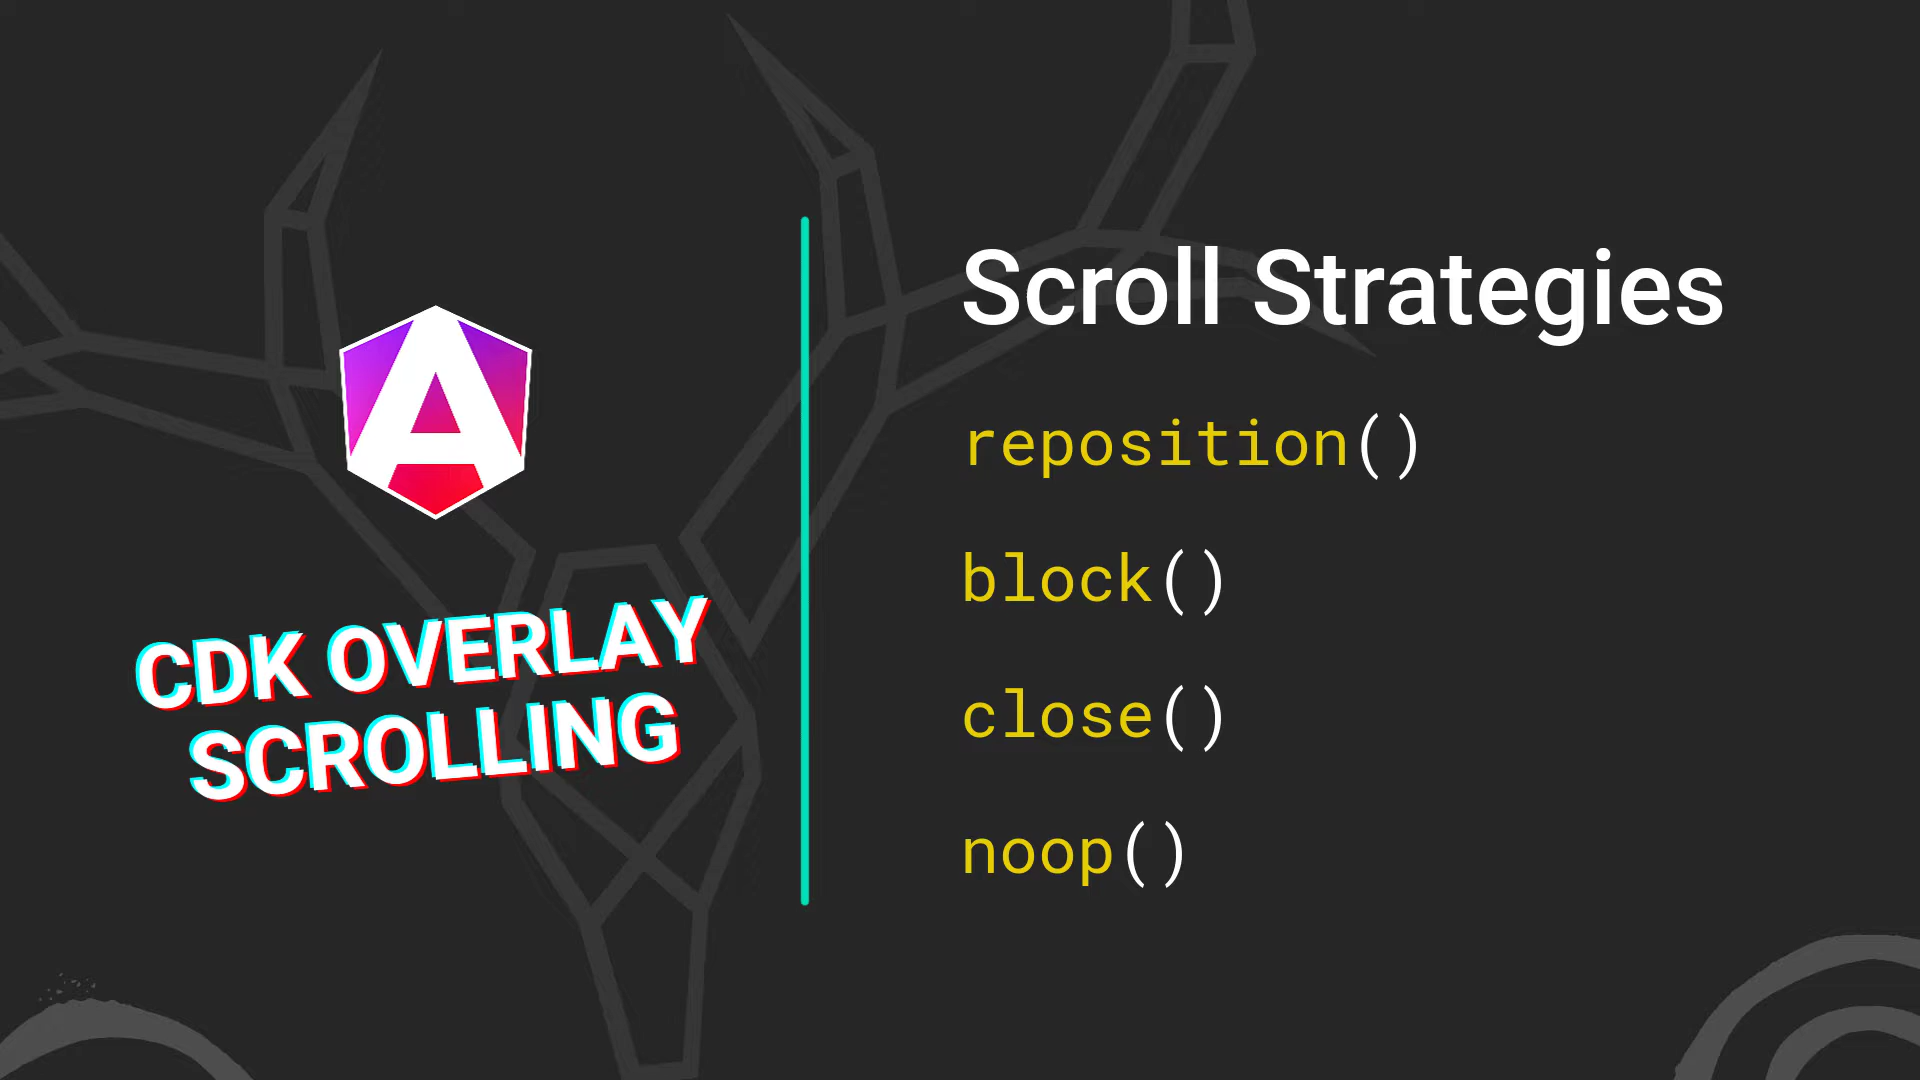 CDK OVERLAY
SCROLLING
Scroll Strategies
reposition()
block()
close()
noop()